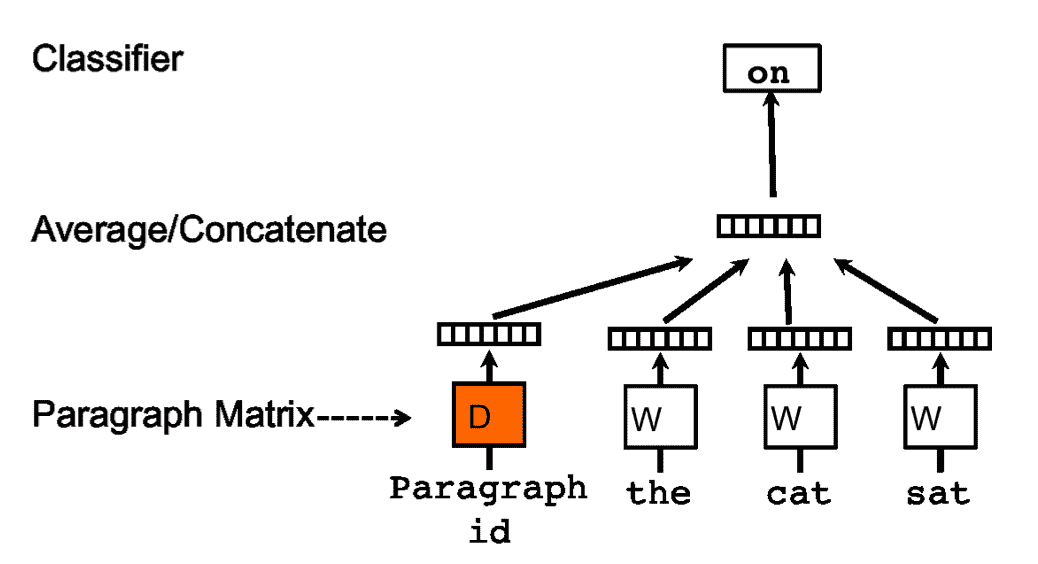 Classifier
on
Average/Concatenate
Paragraph Matrix
D
W
W
W
Paragraph
id
the
cat
sat